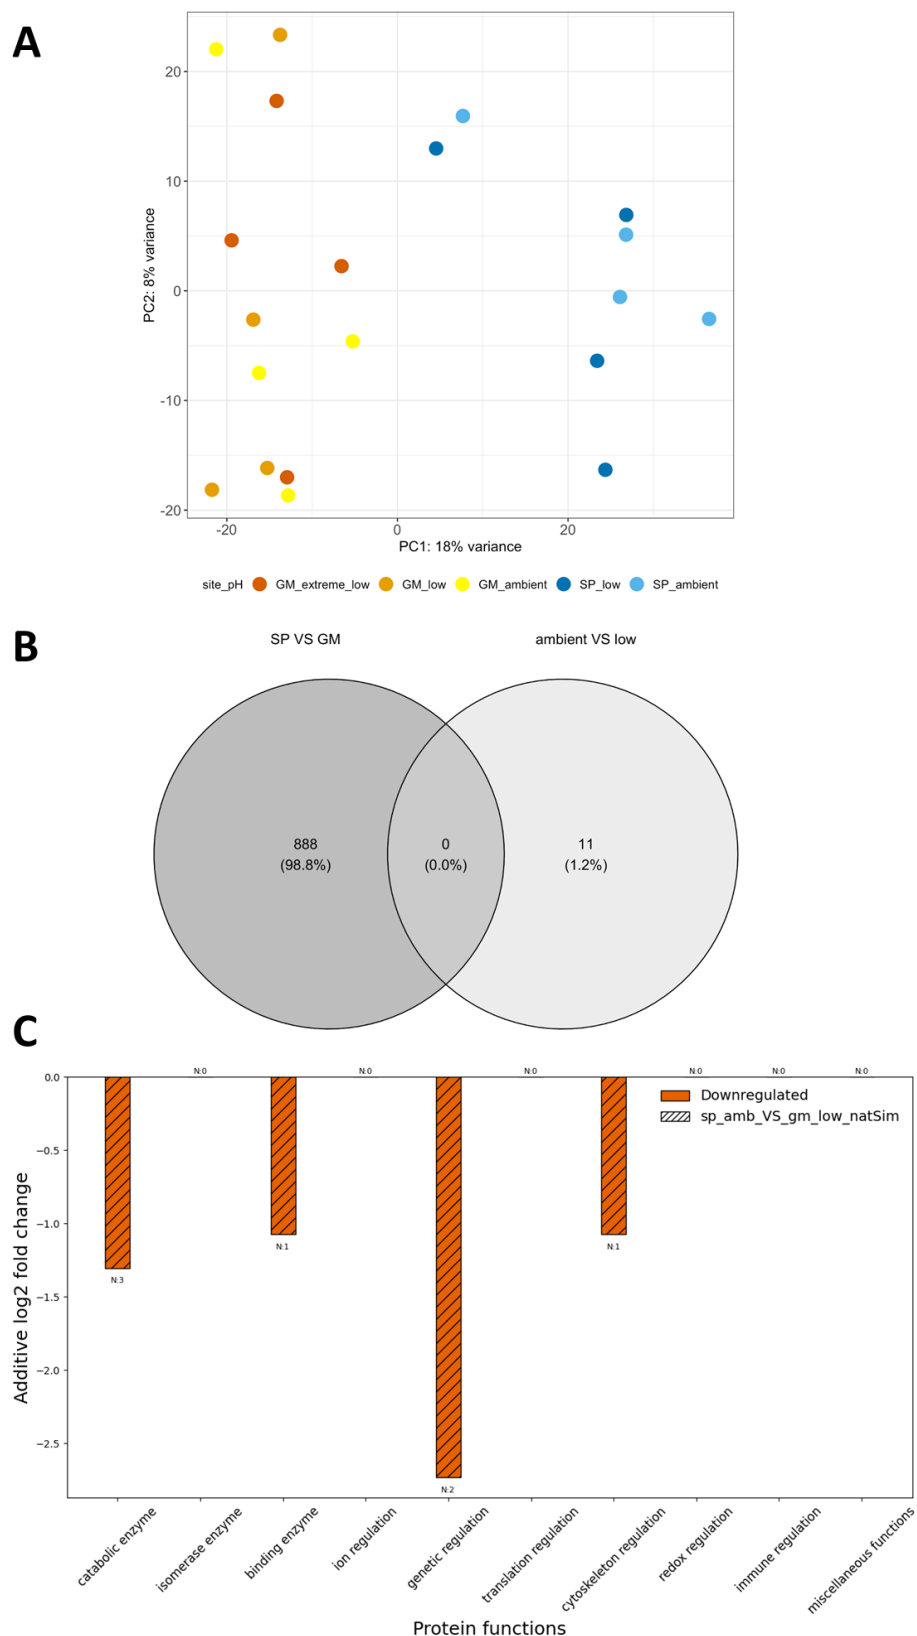 A
20
10
0
-10
-20
PC2: 8% variance
-20 0 20
PC1: 18% variance
site_pH GM_extreme_low GM_low GM_ambient SP_low SP_ambient
B
SP VS GM ambient VS low
888 0 11
(98.8%) (0.0%) (1.2%)
C
N:0 N:0 N:0 N:0 N:0 N:0
0.0
Downregulated
sp_amb_VS_gm_low_natSim
−0.5
−1.0
N:1 N:1
N:3
−1.5
−2.0
−2.5
N:2
Additive log2 fold change
catabolic enzyme
isomerase enzyme
binding enzyme
ion regulation
genetic regulation
translation regulation
cytoskeleton regulation
redox regulation
immune regulation
miscellaneous functions
Protein functions